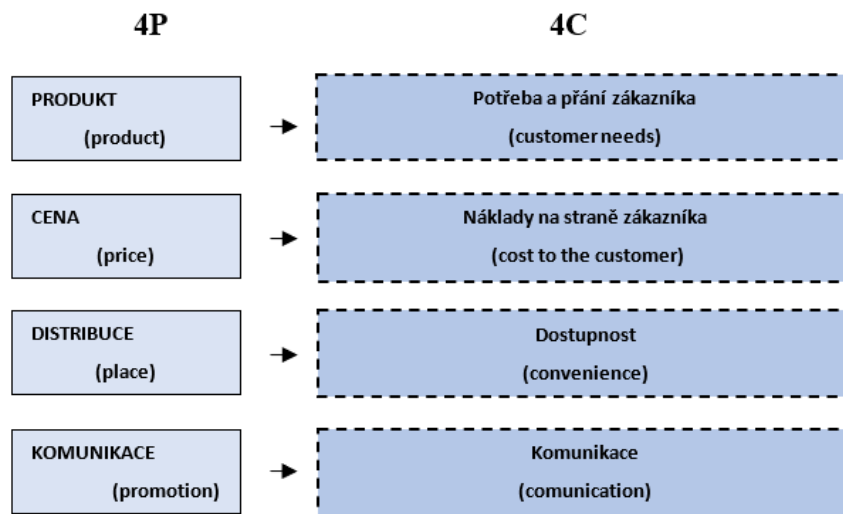 4P
4C
PRODUKT
(product)
Potřeba a přání zákazníka
(customer needs)
CENA
(price)
Náklady na straně zákazníka
(cost to the customer)
DISTRIBUCE
(place)
Dostupnost
(convenience)
KOMUNIKACE
(promotion)
Komunikace
(comunication)